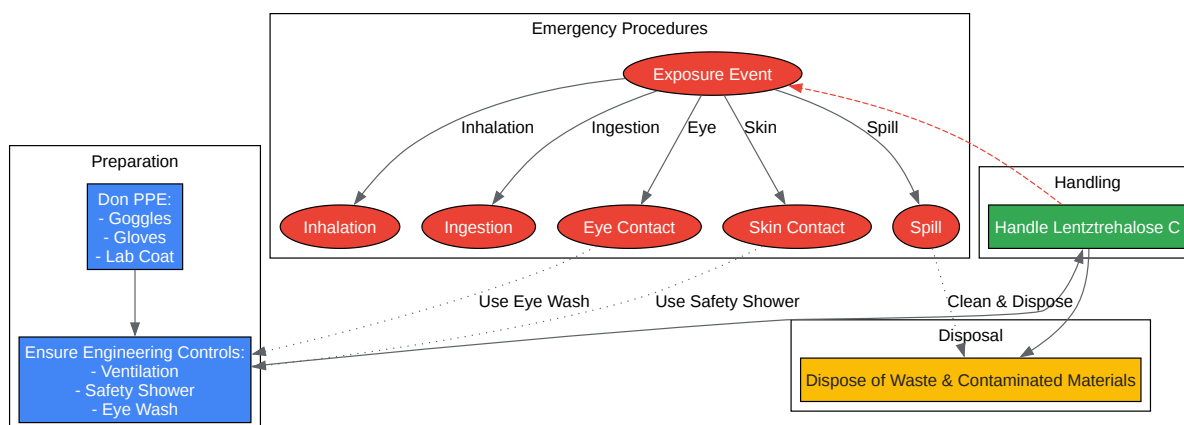 Emergency Procedures
Exposure Event
Inhalation
Ingestion
Eye
Skin
Spill
Preparation
Don PPE:
- Goggles
- Gloves
- Lab Coat
Handling
Inhalation
Ingestion
Eye Contact
Skin Contact
Spill
Handle Lentztrehalose C
Use Eye Wash
Use Safety Shower
Clean & Dispose
Ensure Engineering Controls:
- Ventilation
- Safety Shower
- Eye Wash
Disposal
Dispose of Waste & Contaminated Materials